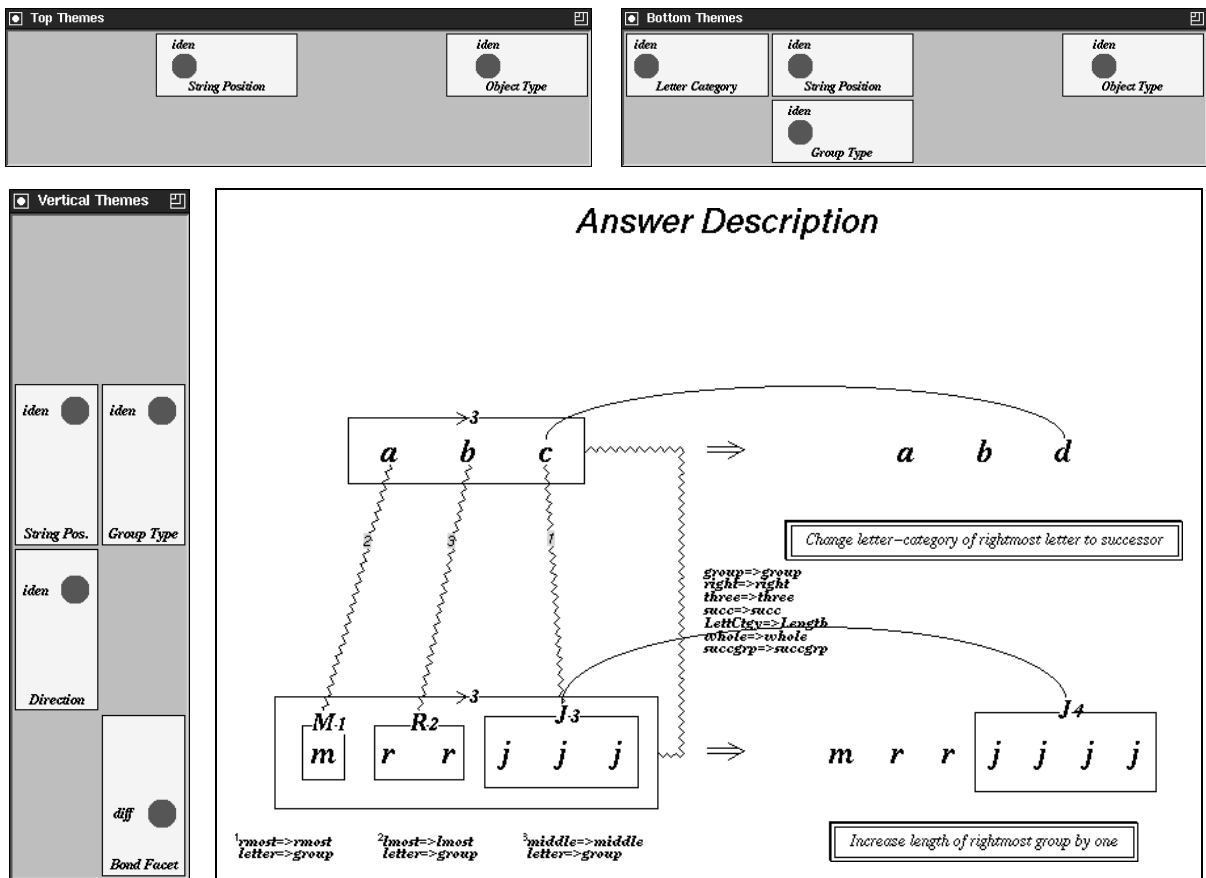 Top Themes
iden
String Position
iden
Object Type
Bottom Themes
iden
Letter Category
iden
String Position
iden
Object Type
iden
Group Type
Vertical Themes
iden
String Pos.
iden
Group Type
iden
Direction
diff
Bond Facet
Answer Description
3
a b c
a b d
2 3 1
Change letter-category of rightmost letter to successor
group=>group
right=>right
three=>three
succ=>succ
LettCtgy=>Length
whole=>whole
succgrp=>succgrp
3
M-1 R-2 J-3
m r r j j j
J-4
m r r j j j j
1rmost=>rmost
letter=>group
2lmost=>lmost
letter=>group
3middle=>middle
letter=>group
Increase length of rightmost group by one